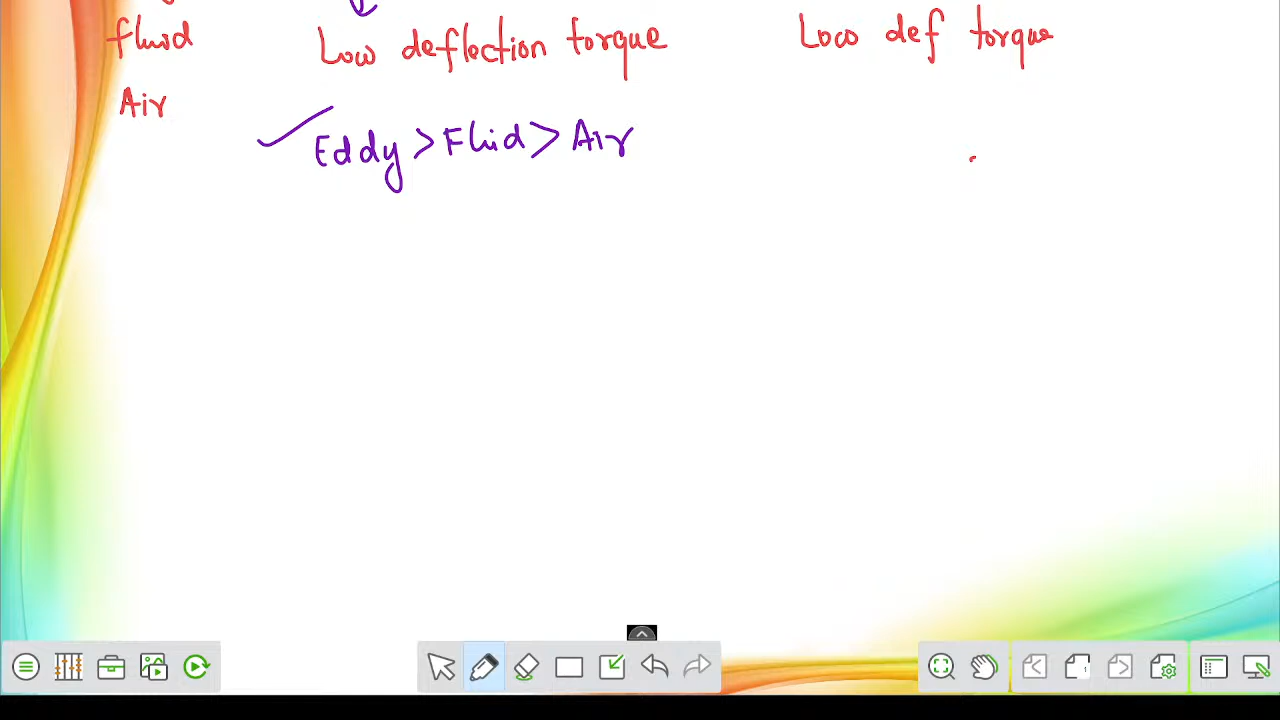 fluid
Low deflection torque
Low def torque
Air
Eddy > Fluid > Air